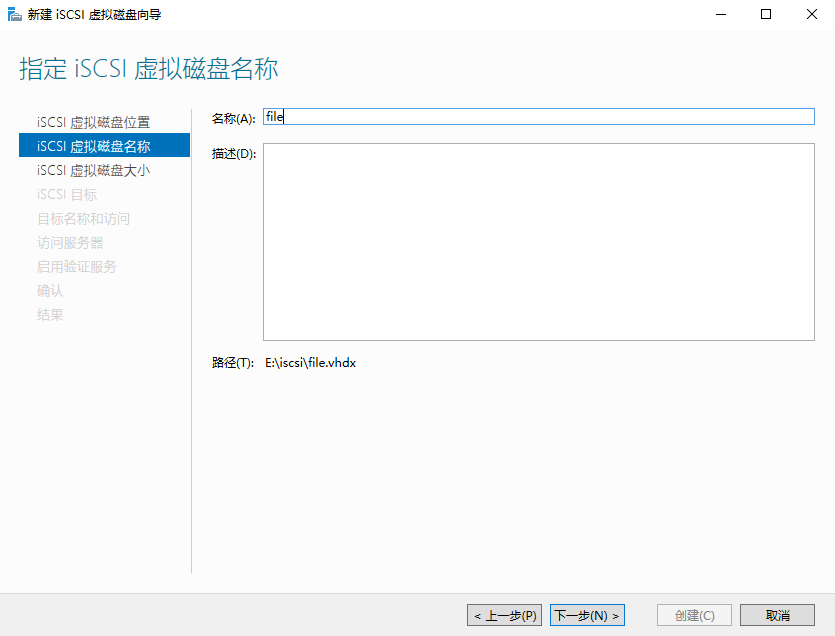 新建 iSCSI 虚拟磁盘向导
指定 iSCSI 虚拟磁盘名称
iSCSI 虚拟磁盘位置
iSCSI 虚拟磁盘名称
iSCSI 虚拟磁盘大小
iSCSI 目标
目标名称和访问
访问服务器
启用验证服务
确认
结果
名称(A): file
描述(D):
路径(T): E:\iscsi\file.vhdx
< 上一步(P) 下一步(N) > 创建(C) 取消